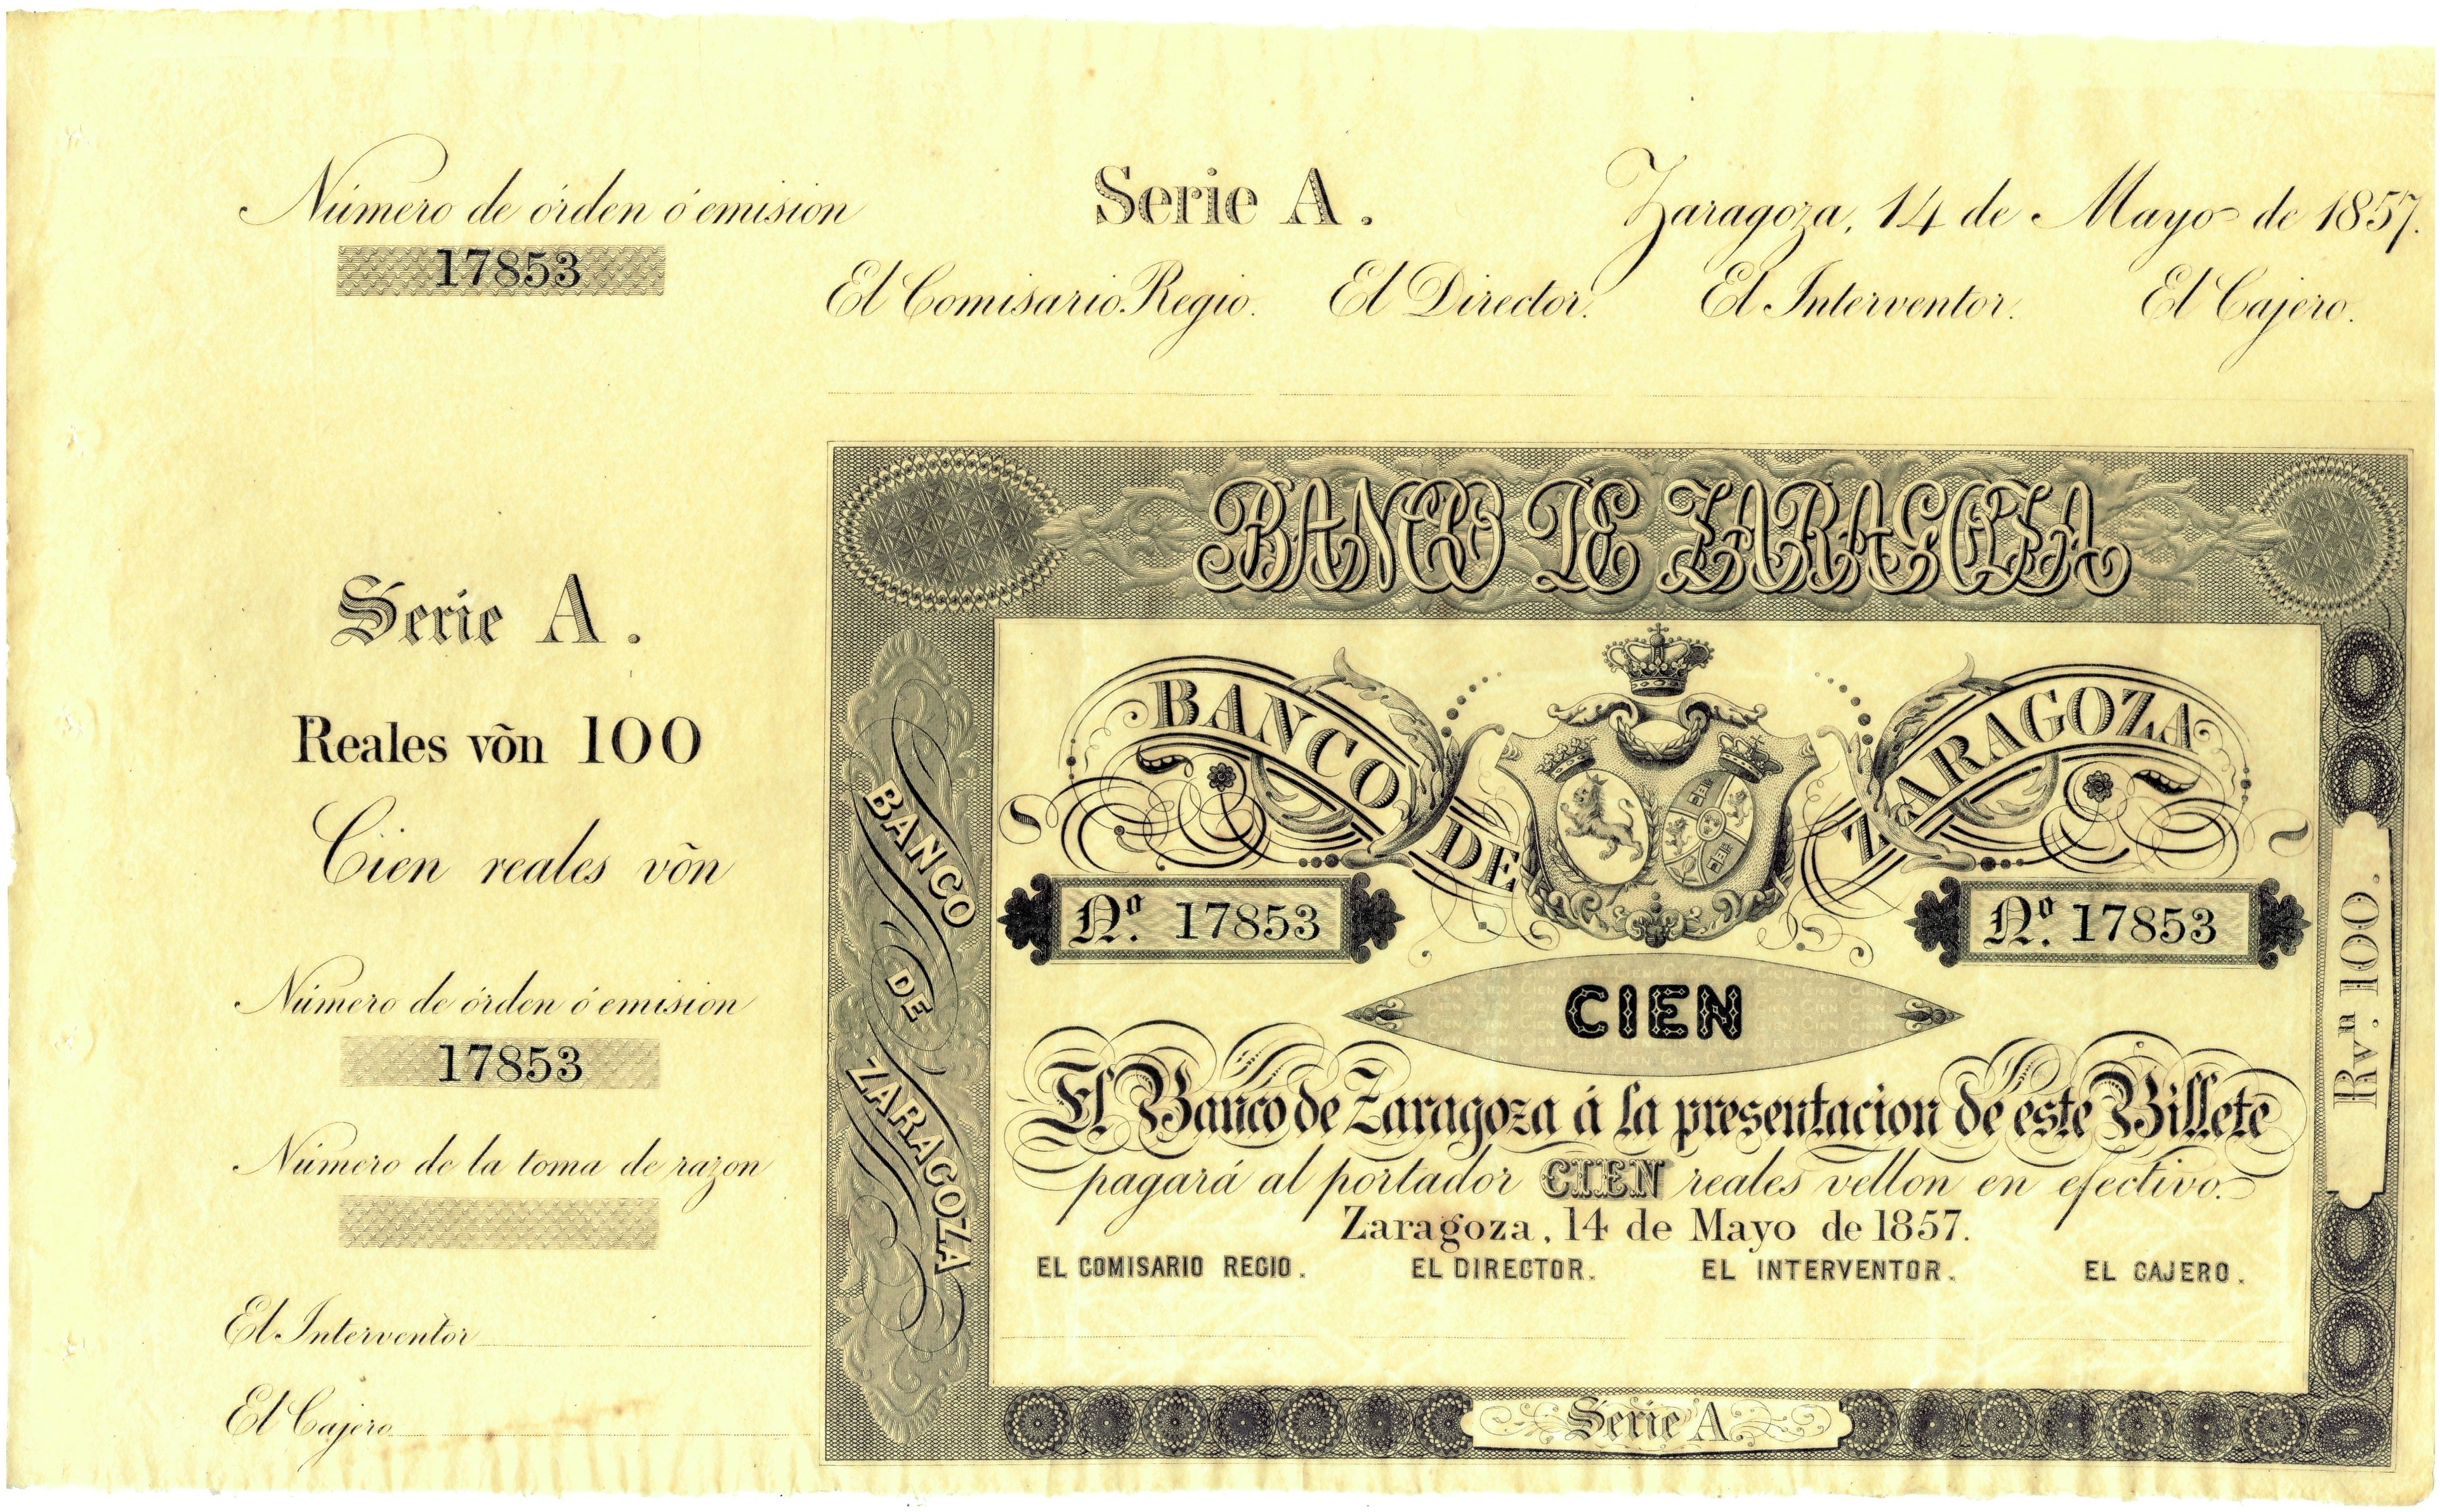 Número de órden ó emision
17853
Serie A.
Zaragoza, 14 de Mayo de 1857.
El Comisario Regio. El Director. El Interventor. El Cajero.
Serie A.
Reales võn 100
Cien reales võn
Número de órden ó emision
17853
Número de la toma de razon
El Interventor
El Cajero
BANCO DE ZARAGOZA
BANCO DE ZARAGOZA
BANCO DE ZARAGOZA
Nº. 17853
Nº. 17853
CIEN
El Banco de Zaragoza á la presentacion de este Billete
pagará al portador CIEN reales vellon en efectivo.
Zaragoza, 14 de Mayo de 1857.
EL COMISARIO REGIO. EL DIRECTOR. EL INTERVENTOR. EL CAJERO.
Rvn. 100.
Serie A.